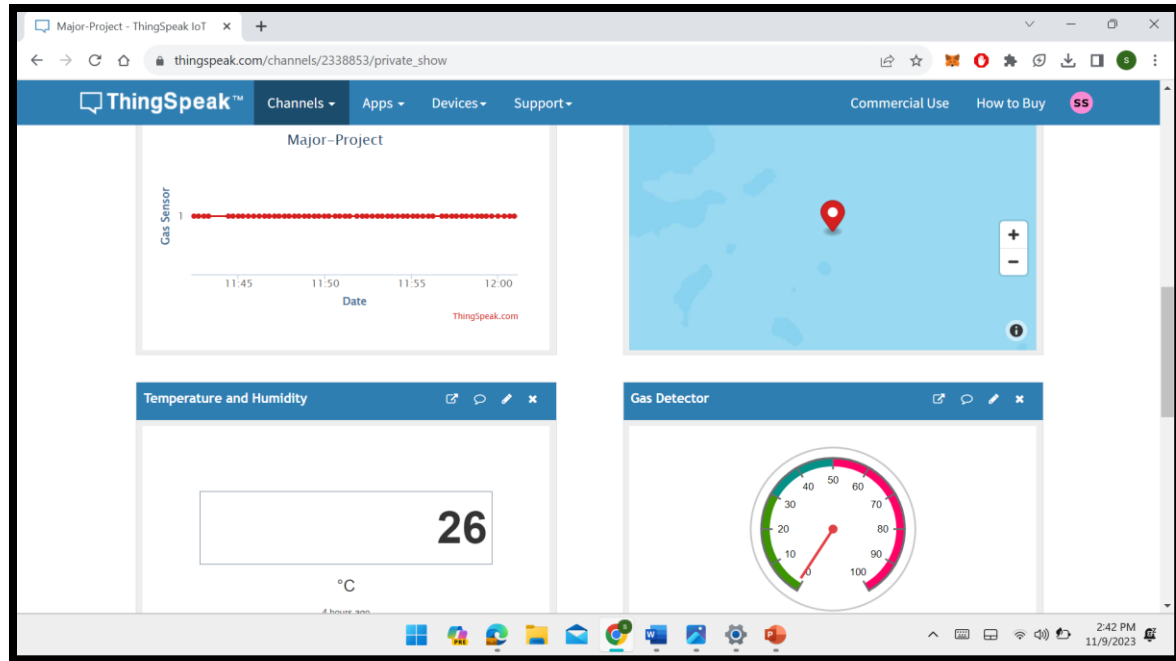 Major-Project - ThingSpeak IoT
thingspeak.com/channels/2338853/private_show
S
ThingSpeak™ Channels Apps Devices Support Commercial Use How to Buy SS
Major-Project
Gas Sensor
1
11:45 11:50 11:55 12:00
Date
ThingSpeak.com
+
−
Temperature and Humidity
26
°C
4 hours ago
Gas Detector
0 10 20 30 40 50 60 70 80 90 100
PRE
2:42 PM
11/9/2023